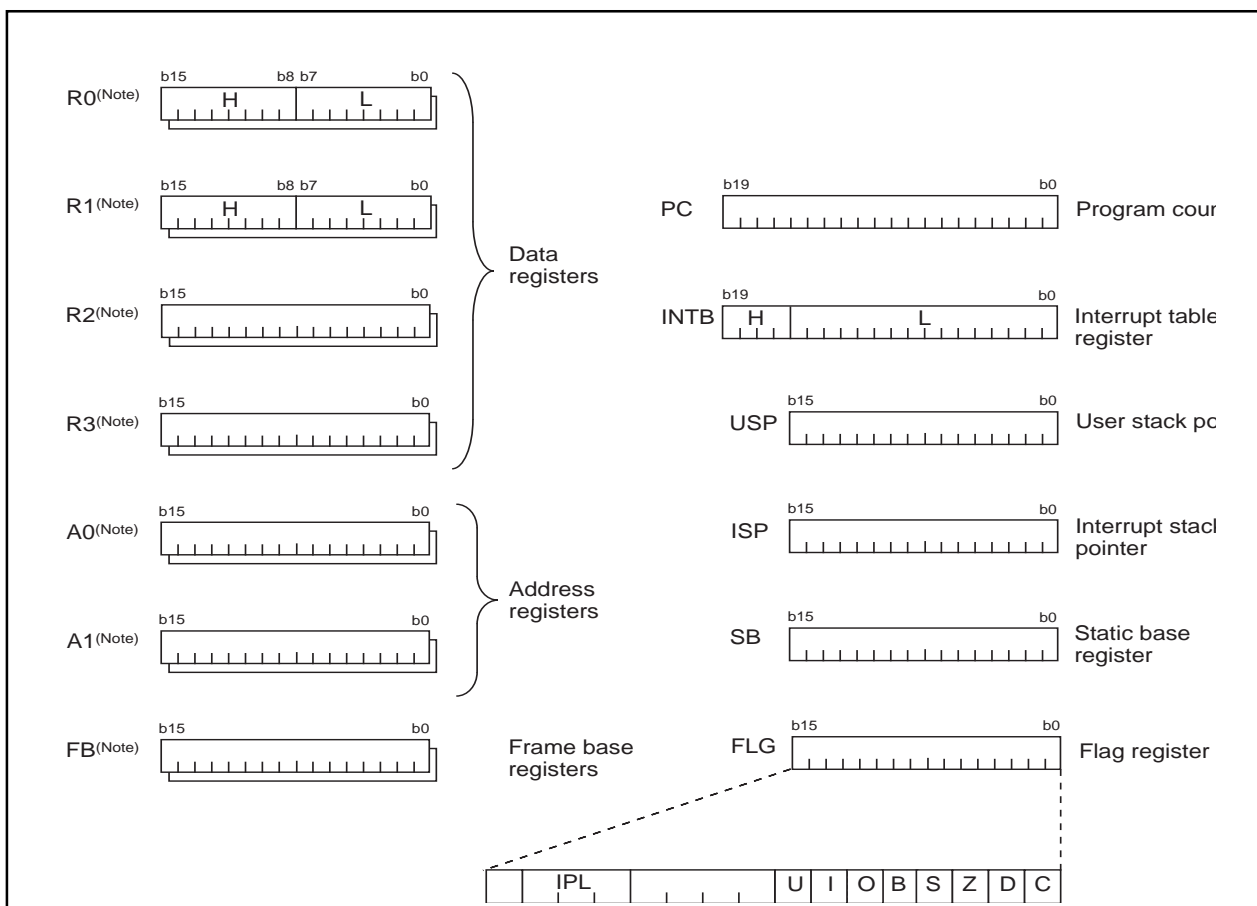 b15 b8 b7 b0
R0(Note) H L
b15 b8 b7 b0
R1(Note) H L
b15 b0
R2(Note)
b15 b0
R3(Note)
Data
registers
b15 b0
A0(Note)
b15 b0
A1(Note)
Address
registers
b15 b0
FB(Note)
Frame base
registers
b19 b0
PC Program
b19 b0
INTB H L Interrupt table
register
b15 b0
USP User stack
b15 b0
ISP Interrupt
pointer
b15 b0
SB Static base
register
b15 b0
FLG Flag register
IPL U I O B S Z D C